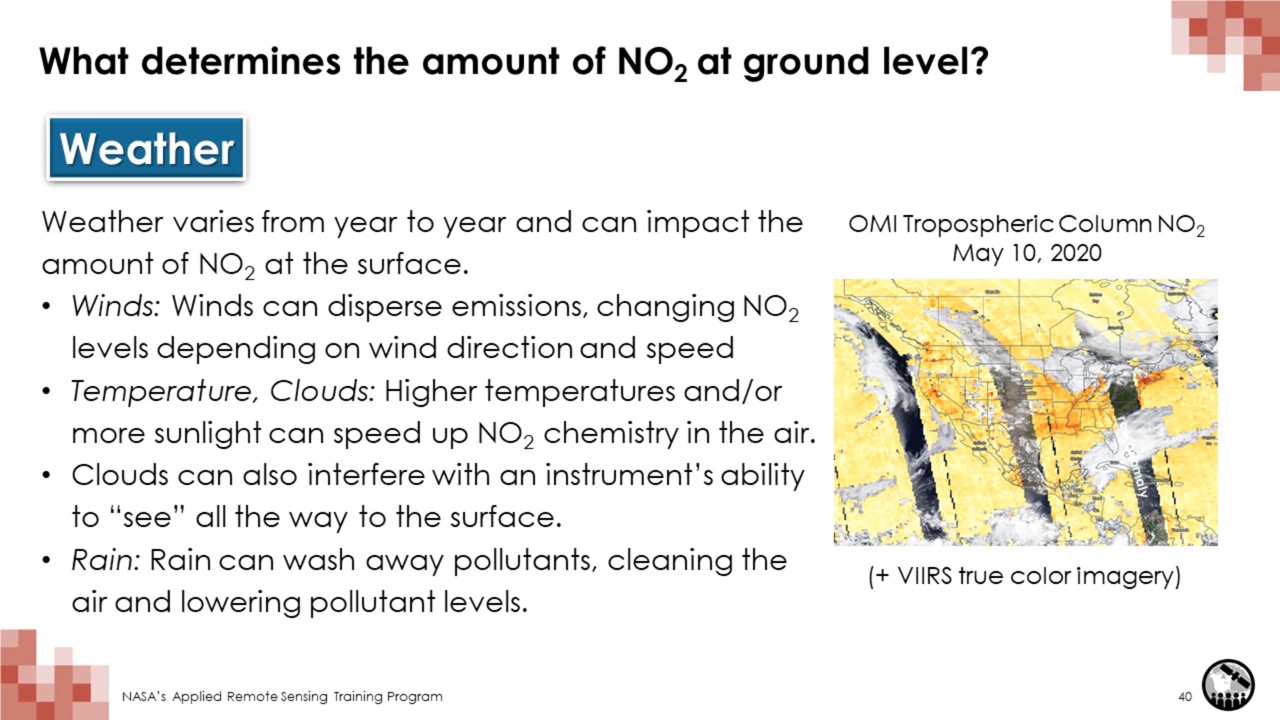 What determines the amount of NO₂ at ground level?
Weather
Weather varies from year to year and can impact the
amount of NO₂ at the surface.
• Winds: Winds can disperse emissions, changing NO₂
levels depending on wind direction and speed
• Temperature, Clouds: Higher temperatures and/or
more sunlight can speed up NO₂ chemistry in the air.
• Clouds can also interfere with an instrument’s ability
to “see” all the way to the surface.
• Rain: Rain can wash away pollutants, cleaning the
air and lowering pollutant levels.
OMI Tropospheric Column NO₂
May 10, 2020
(+ VIIRS true color imagery)
NASA’s Applied Remote Sensing Training Program
40